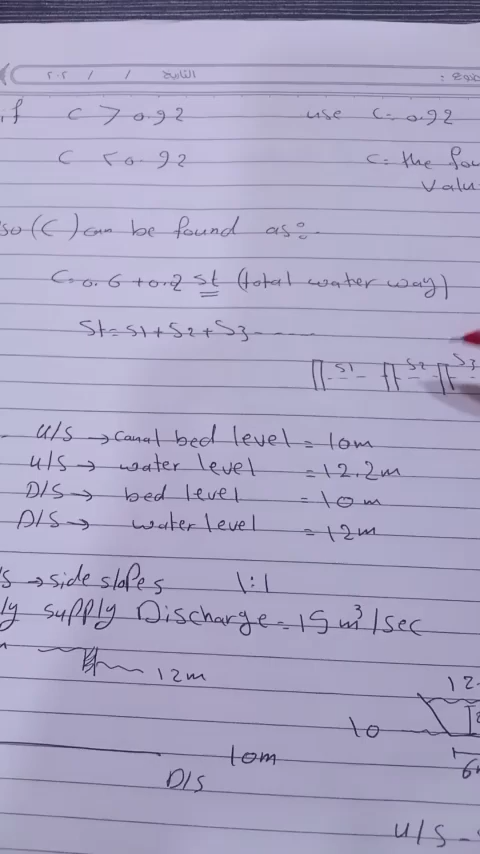 التاريخ / / ٢٠٢
if C > 0.92 use C=0.92
C < 0.92 C= the fou
Valu
so (C) can be found as:-
C=0.6+0.2 st (total water way)
St=S1+S2+S3-----
S1 S2 S3
U/S → canal bed level = 10m
U/S → water level = 12.2m
D/S → bed level = 10m
D/S → water level = 12m
/S → side slopes 1:1
ly supply Discharge = 15 m³/sec
12m 12
10
10m 6
D/S
U/S